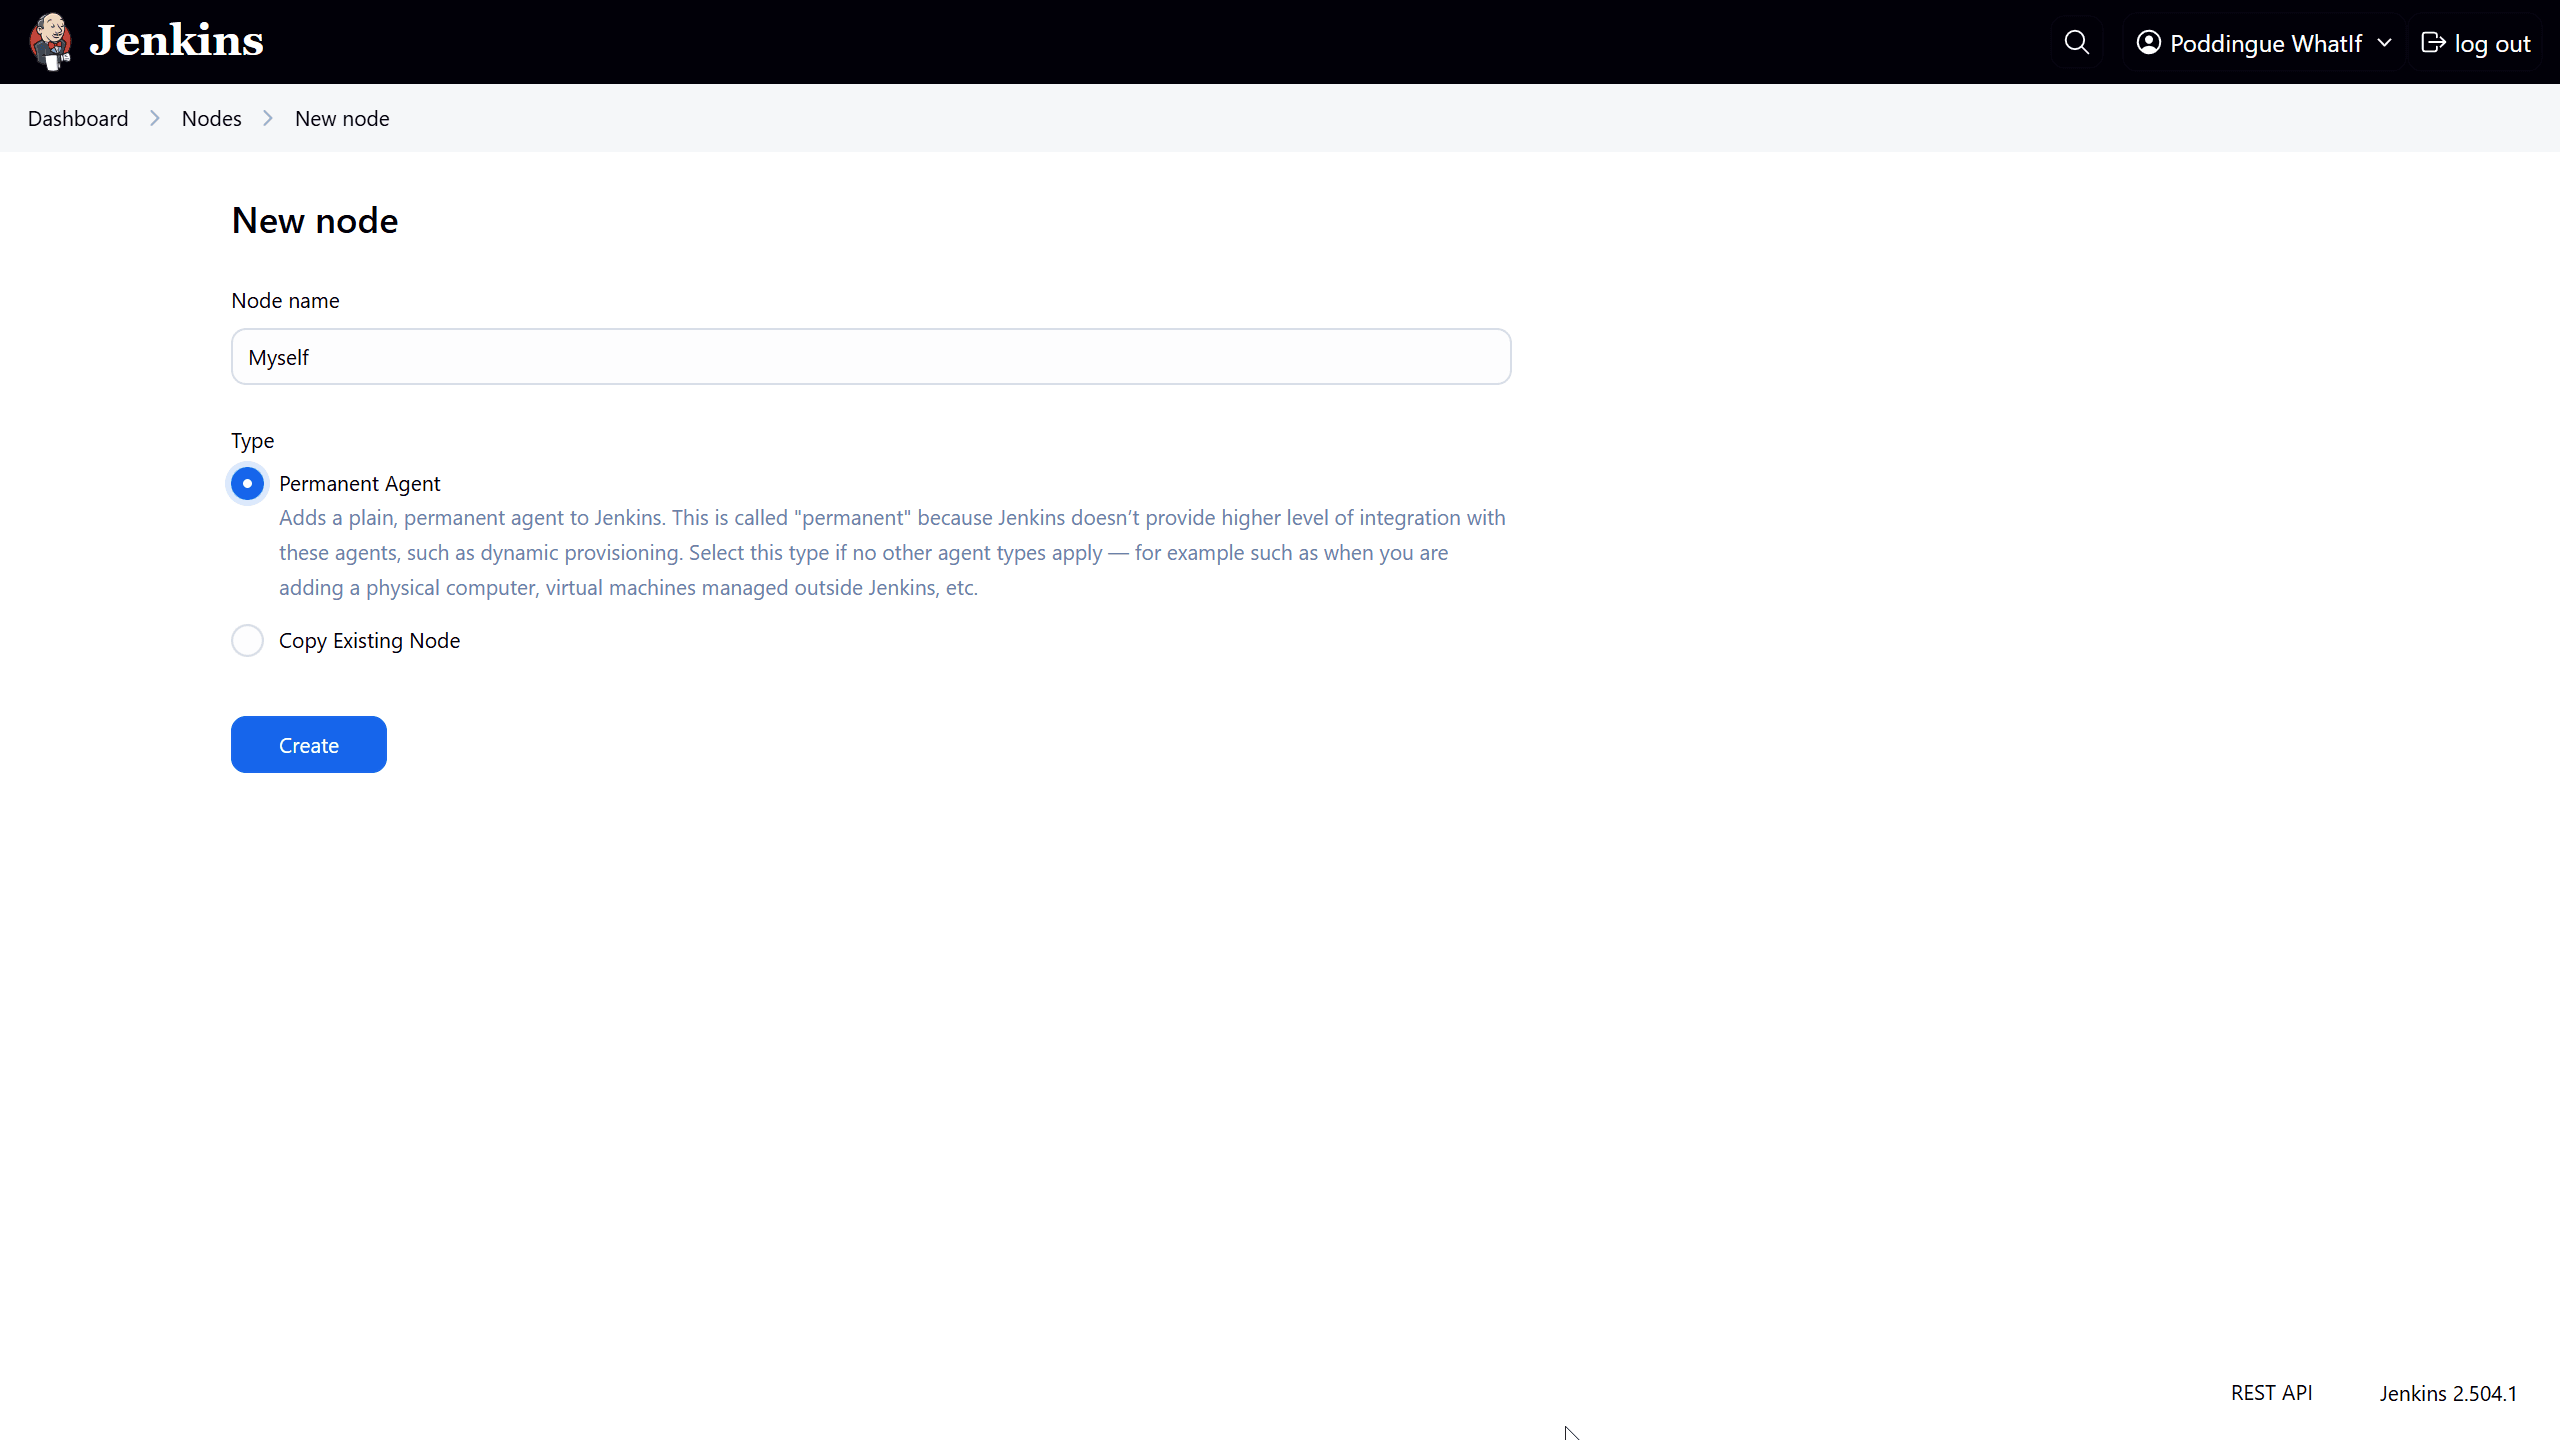 Jenkins
Poddingue WhatIf
log out
Dashboard
Nodes
New node
New node
Node name
Myself
Type
Permanent Agent
Adds a plain, permanent agent to Jenkins. This is called "permanent" because Jenkins doesn’t provide higher level of integration with
these agents, such as dynamic provisioning. Select this type if no other agent types apply — for example such as when you are
adding a physical computer, virtual machines managed outside Jenkins, etc.
Copy Existing Node
Create
REST API
Jenkins 2.504.1